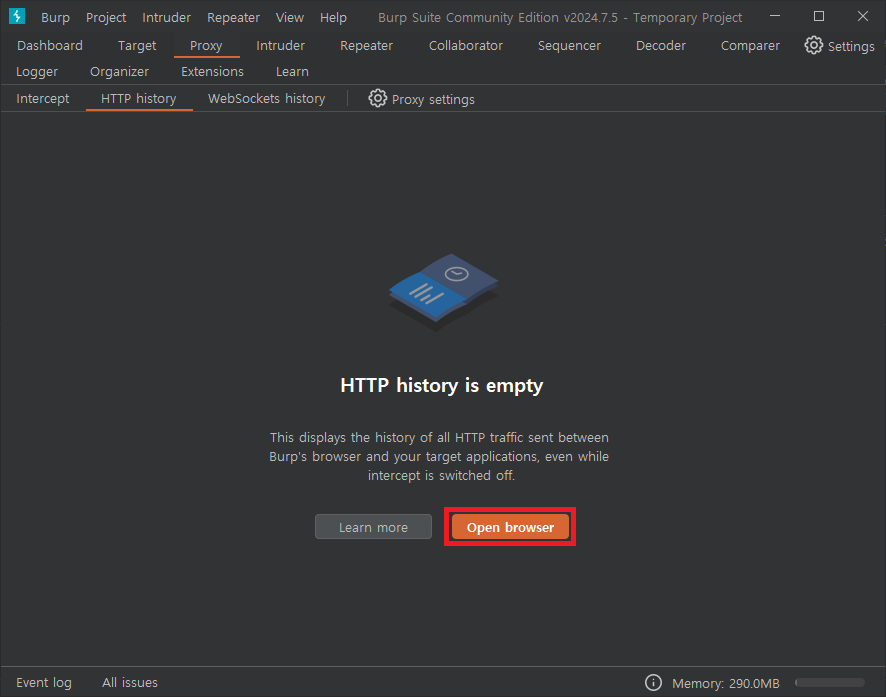 Burp Project Intruder Repeater View Help Burp Suite Community Edition v2024.7.5 - Temporary Project
Dashboard Target Proxy Intruder Repeater Collaborator Sequencer Decoder Comparer Settings
Logger Organizer Extensions Learn
Intercept HTTP history WebSockets history Proxy settings
HTTP history is empty
This displays the history of all HTTP traffic sent between
Burp's browser and your target applications, even while
intercept is switched off.
Learn more Open browser
Event log All issues Memory: 290.0MB